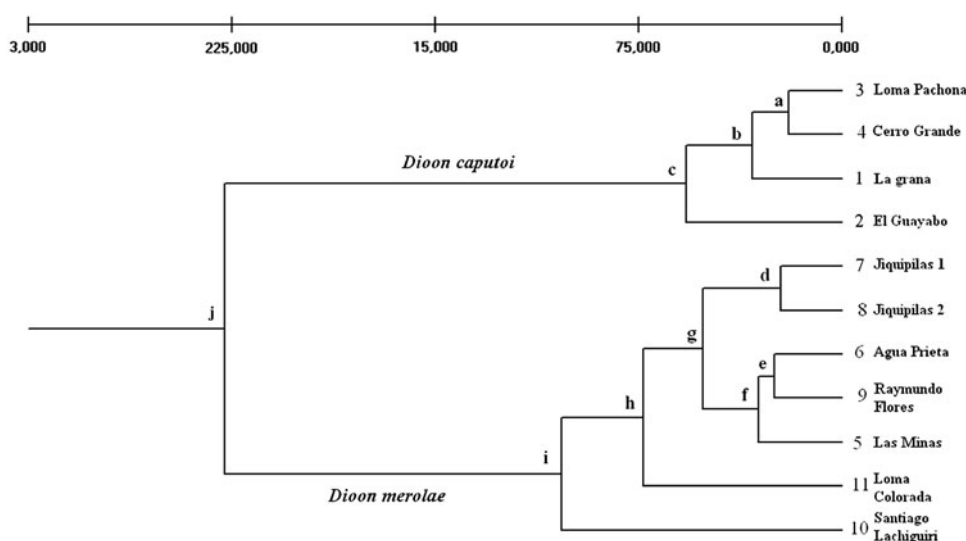 3,000 225,000 15,000 75,000 0,000
3 Loma Pachona
a
4 Cerro Grande
b
Dioon caputoi
c
1 La grana
2 El Guayabo
7 Jiquipilas 1
d
8 Jiquipilas 2
j
g
6 Agua Prieta
e
9 Raymundo
Flores
f
h
5 Las Minas
i
11 Loma
Colorada
Dioon merolae
10 Santiago
Lachiguiri